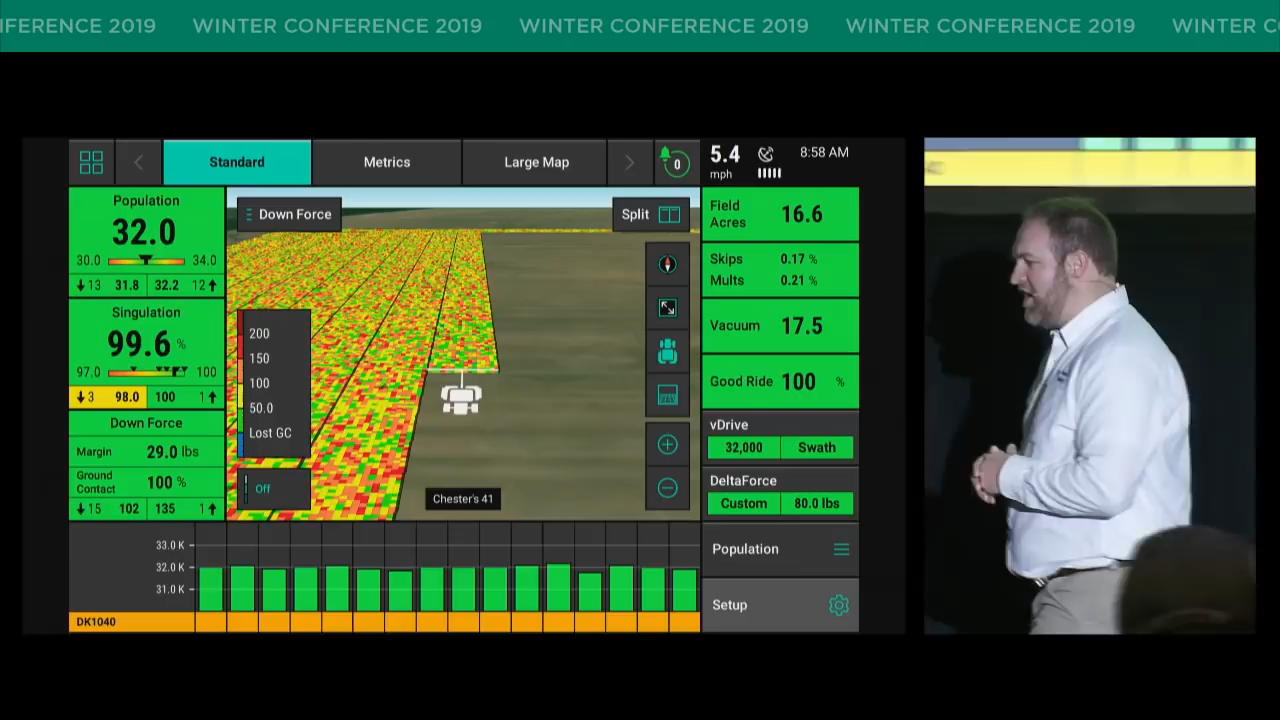 NFERENCE 2019 WINTER CONFERENCE 2019 WINTER CONFERENCE 2019 WINTER CONFERENCE 2019 WINTER C
Standard
Metrics
Large Map
0
5.4
mph
8:58 AM
Population
32.0
30.0 34.0
13 31.8 32.2 12
Singulation
99.6 %
97.0 100
3 98.0 100 1
Down Force
Margin 29.0 lbs
Ground
Contact 100 %
15 102 135 1
Down Force
Split
200
150
100
50.0
Lost GC
Off
Chester's 41
Field
Acres 16.6
Skips 0.17 %
Mults 0.21 %
Vacuum 17.5
Good Ride 100 %
vDrive
32,000 Swath
DeltaForce
Custom 80.0 lbs
Population
Setup
33.0 K
32.0 K
31.0 K
DK1040